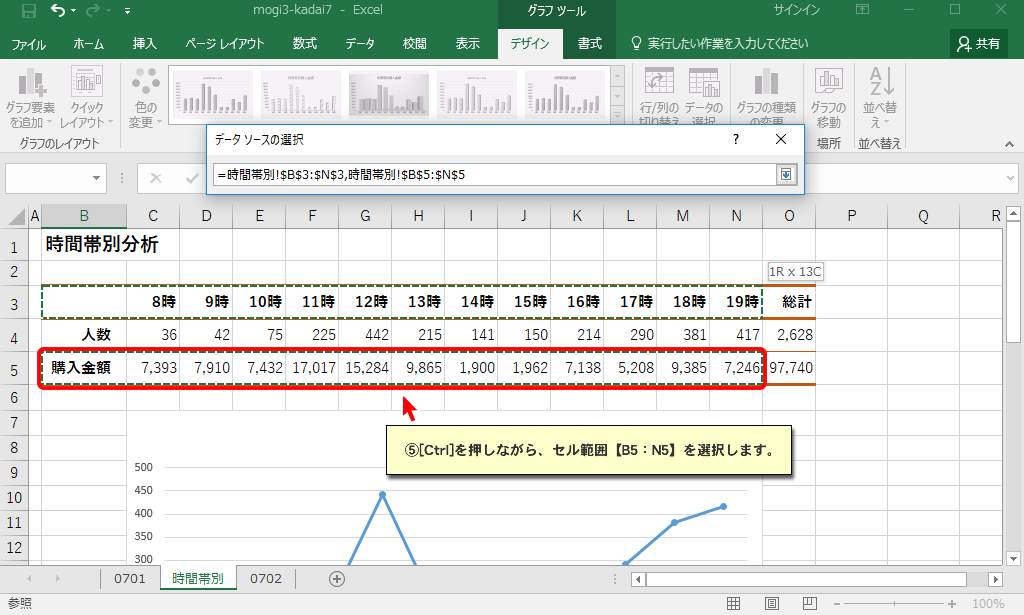 mogi3-kadai7 - Excel
グラフ ツール
サインイン
ファイル ホーム 挿入 ページ レイアウト 数式 データ 校閲 表示 デザイン 書式 実行したい作業を入力してください 共有
グラフ要素を追加 クイックレイアウト 色の変更 行/列の切り替え データの選択 グラフの種類の変更 グラフの移動 並べ替え
グラフのレイアウト 場所 並べ替え
データ ソースの選択 ?
=時間帯別!$B$3:$N$3,時間帯別!$B$5:$N$5
A B C D E F G H I J K L M N O P Q R
1 時間帯別分析
2 1R x 13C
3 8時 9時 10時 11時 12時 13時 14時 15時 16時 17時 18時 19時 総計
4 人数 36 42 75 225 442 215 141 150 214 290 381 417 2,628
5 購入金額 7,393 7,910 7,432 17,017 15,284 9,865 1,900 1,962 7,138 5,208 9,385 7,246 97,740
6
7
⑤[Ctrl]を押しながら、セル範囲【B5：N5】を選択します。
8
500
9
450
10
400
11
350
12
300
0701 時間帯別 0702
参照 100%